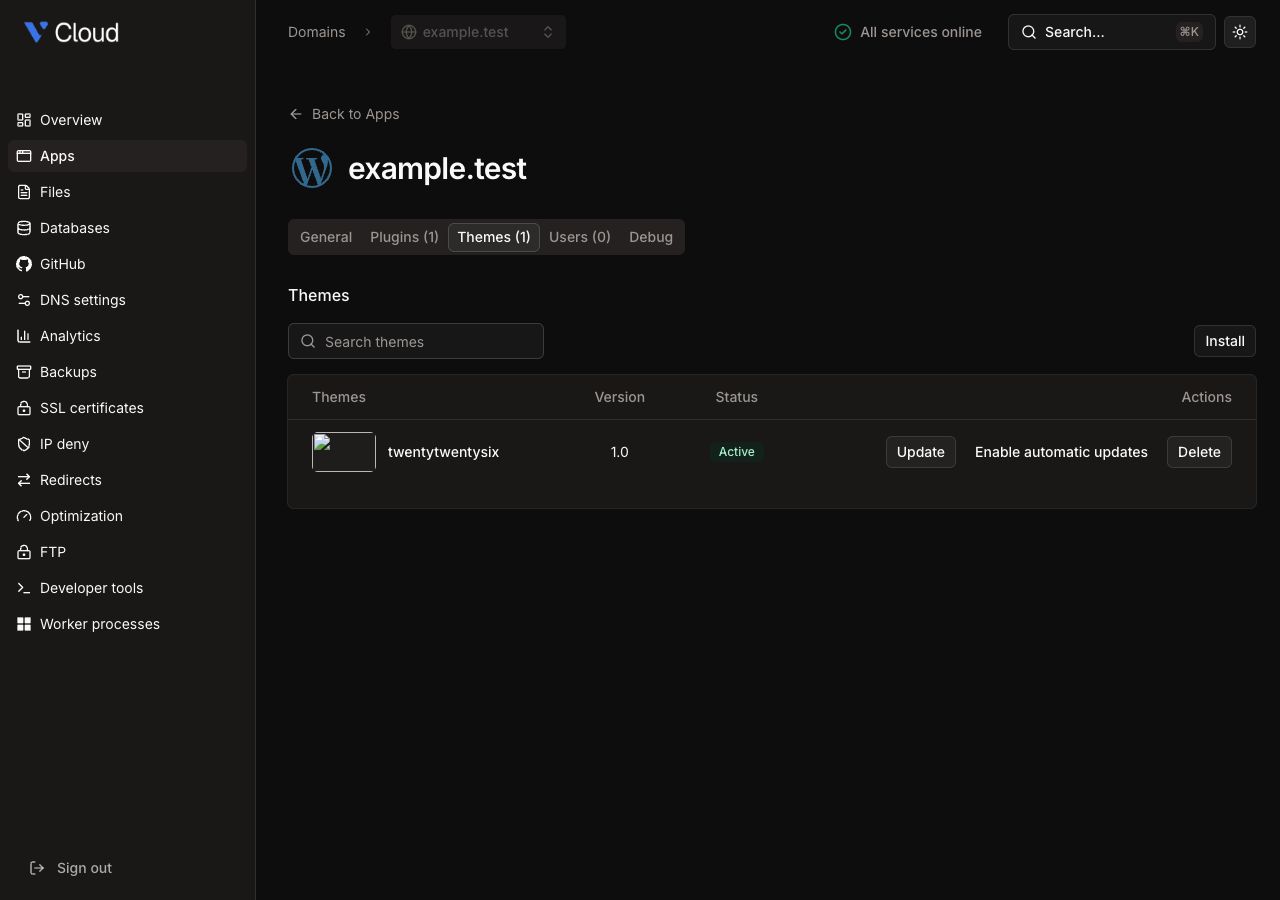 Cloud
Domains
example.test
All services online
Search...
⌘K
Overview
Apps
Files
Databases
GitHub
DNS settings
Analytics
Backups
SSL certificates
IP deny
Redirects
Optimization
FTP
Developer tools
Worker processes
Sign out
Back to Apps
example.test
General Plugins (1) Themes (1) Users (0) Debug
Themes
Search themes
Install
Themes Version Status Actions
twentytwentysix 1.0 Active Update Enable automatic updates Delete